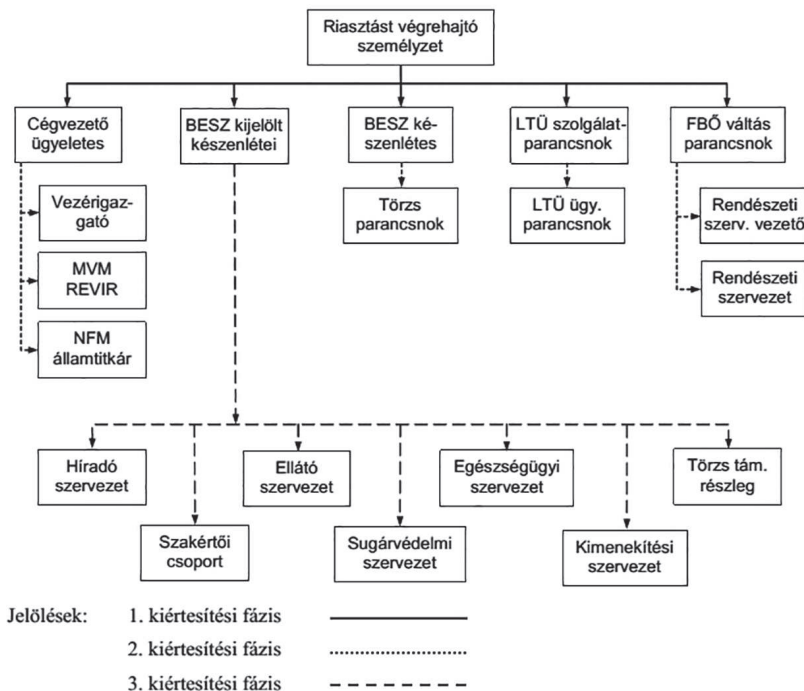 Riasztást végrehajtó
személyzet
Cégvezető
ügyeletes
BESZ kijelölt
készenlétei
BESZ ké-
szenlétes
LTÜ szolgálat-
parancsnok
FBŐ váltás
parancsnok
Vezérigaz-
gató
MVM
REVIR
NFM
államtitkár
Törzs
parancsnok
LTÜ ügy.
parancsnok
Rendészeti
szerv. vezető
Rendészeti
szervezet
Híradó
szervezet
Ellátó
szervezet
Egészségügyi
szervezet
Törzs tám.
részleg
Szakértői
csoport
Sugárvédelmi
szervezet
Kimenekítési
szervezet
Jelölések: 1. kiértesítési fázis
2. kiértesítési fázis
3. kiértesítési fázis